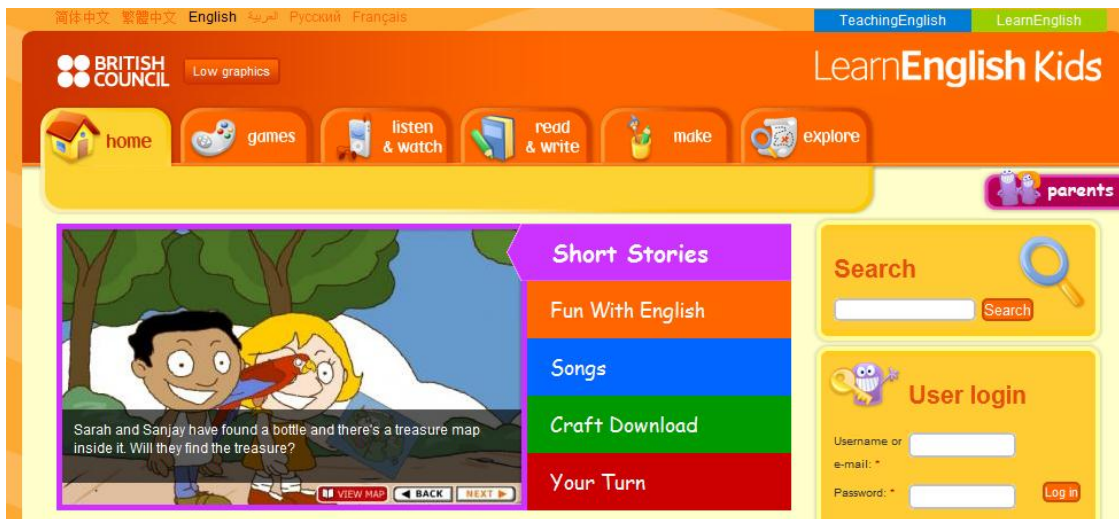 简体中文 繁體中文 English العربية Русский Français
TeachingEnglish LearnEnglish
BRITISH
COUNCIL
Low graphics
LearnEnglish Kids
home
games
listen
& watch
read
& write
make
explore
parents
Short Stories
Fun With English
Songs
Craft Download
Your Turn
Sarah and Sanjay have found a bottle and there's a treasure map
inside it. Will they find the treasure?
VIEW MAP BACK NEXT
Search
Search
User login
Username or
e-mail: *
Password: *
Log in